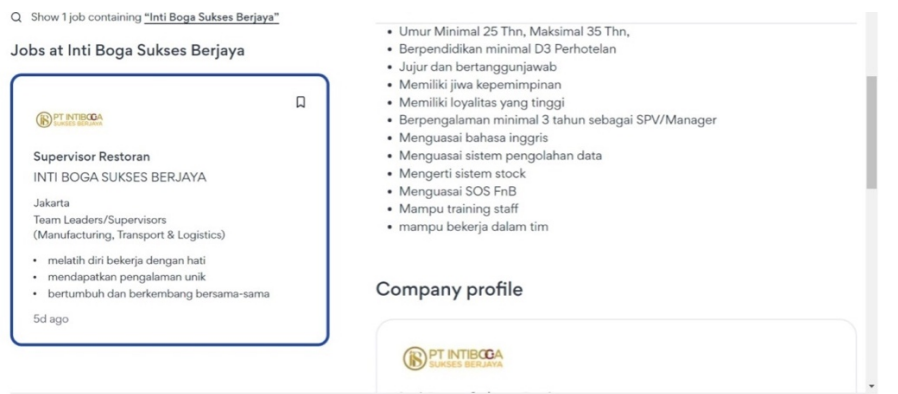 Show 1 job containing “Inti Boga Sukses Berjaya”
Jobs at Inti Boga Sukses Berjaya
PT INTIBOGA
SUKSES BERJAYA
Supervisor Restoran
INTI BOGA SUKSES BERJAYA
Jakarta
Team Leaders/Supervisors
(Manufacturing, Transport & Logistics)
• melatih diri bekerja dengan hati
• mendapatkan pengalaman unik
• bertumbuh dan berkembang bersama-sama
5d ago
• Umur Minimal 25 Thn, Maksimal 35 Thn,
• Berpendidikan minimal D3 Perhotelan
• Jujur dan bertanggunjawab
• Memiliki jiwa kepemimpinan
• Memiliki loyalitas yang tinggi
• Berpengalaman minimal 3 tahun sebagai SPV/Manager
• Menguasai bahasa inggris
• Menguasai sistem pengolahan data
• Mengerti sistem stock
• Menguasai SOS FnB
• Mampu training staff
• mampu bekerja dalam tim
Company profile
PT INTIBOGA
SUKSES BERJAYA